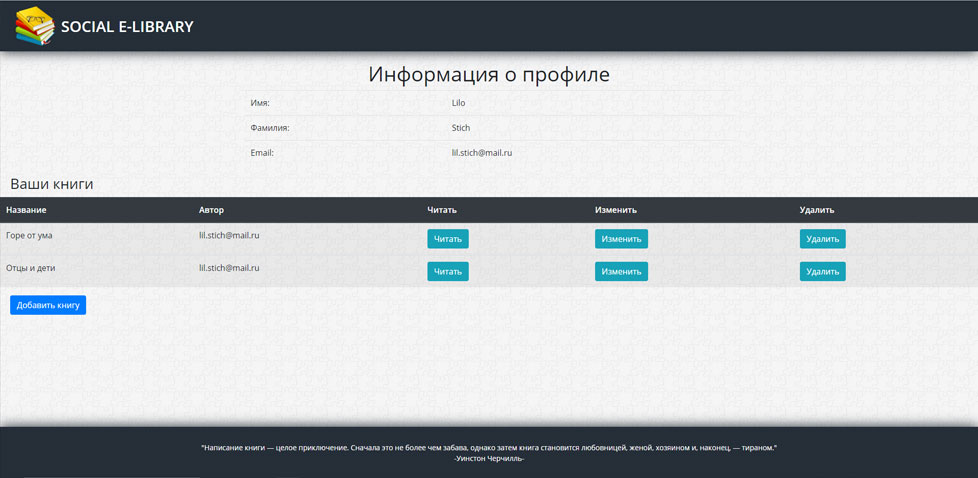 SOCIAL E-LIBRARY
Информация о профиле
Имя: Lilo
Фамилия: Stich
Email: lil.stich@mail.ru
Ваши книги
Название Автор Читать Изменить Удалить
Горе от ума lil.stich@mail.ru Читать Изменить Удалить
Отцы и дети lil.stich@mail.ru Читать Изменить Удалить
Добавить книгу
"Написание книги — целое приключение. Сначала это не более чем забава, однако затем книга становится любовницей, женой, хозяином и, наконец, — тираном."
-Уинстон Черчилль-